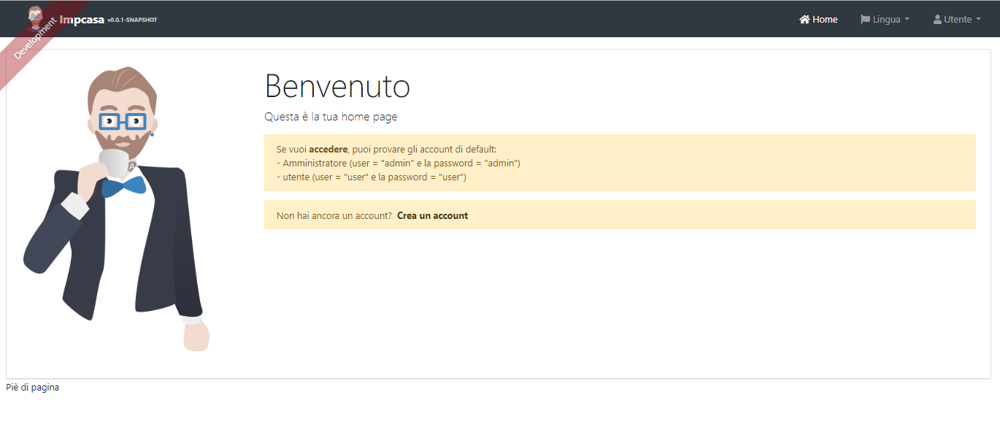 Development
Impcasa v0.0.1-SNAPSHOT
Home
Lingua
Utente
Benvenuto
Questa è la tua home page
Se vuoi accedere, puoi provare gli account di default:
- Amministratore (user = "admin" e la password = "admin")
- utente (user = "user" e la password = "user")
Non hai ancora un account? Crea un account
A
Piè di pagina